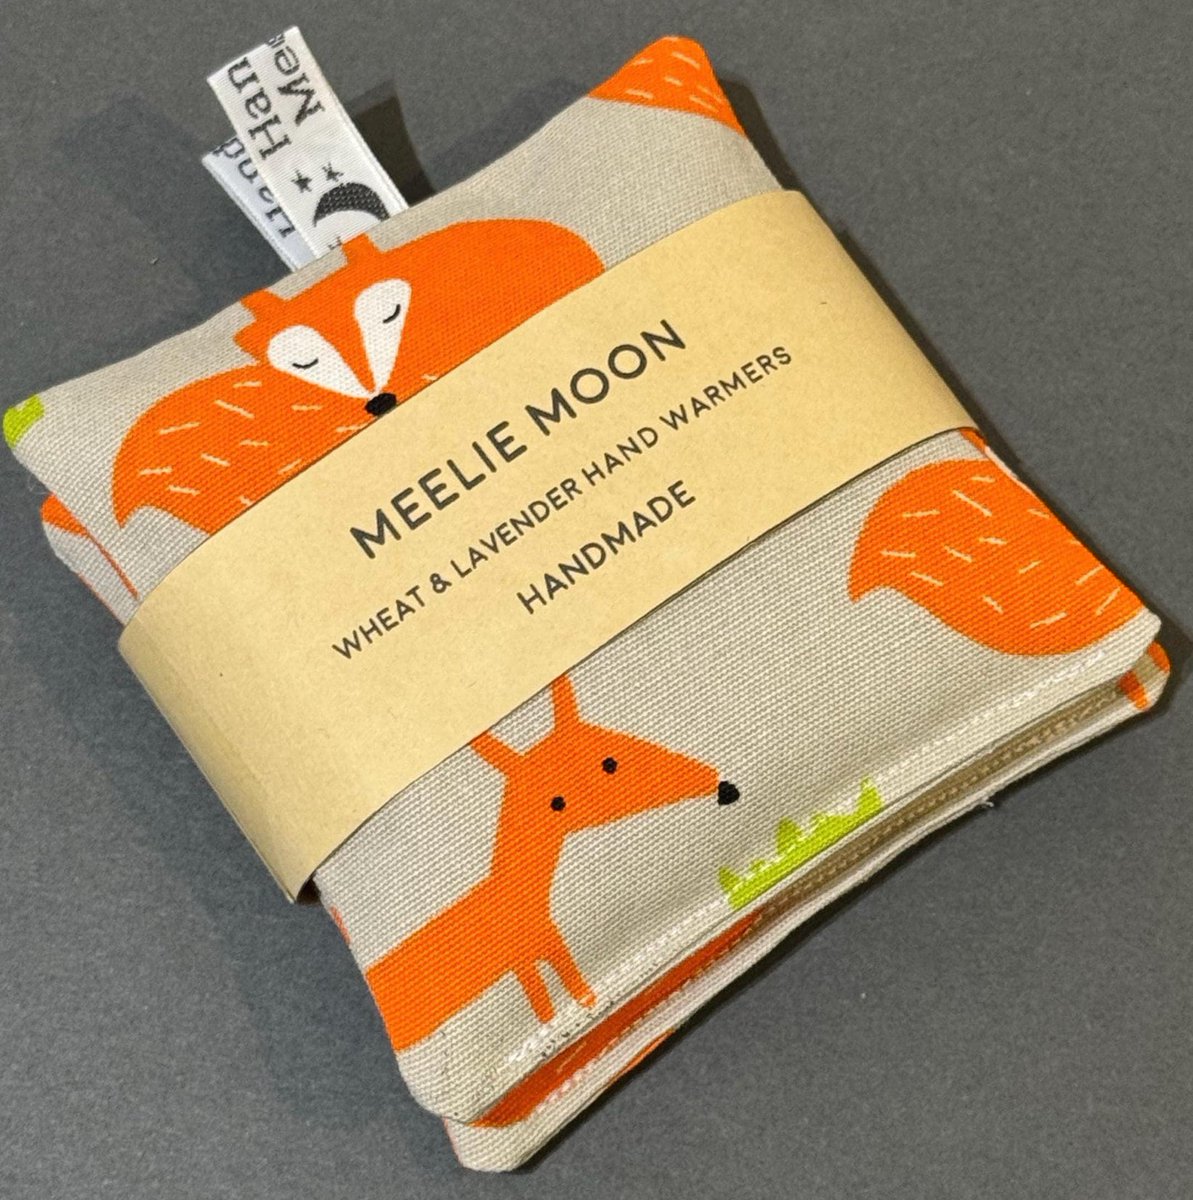 MEELIE MOON
WHEAT & LAVENDER HAND WARMERS
HANDMADE